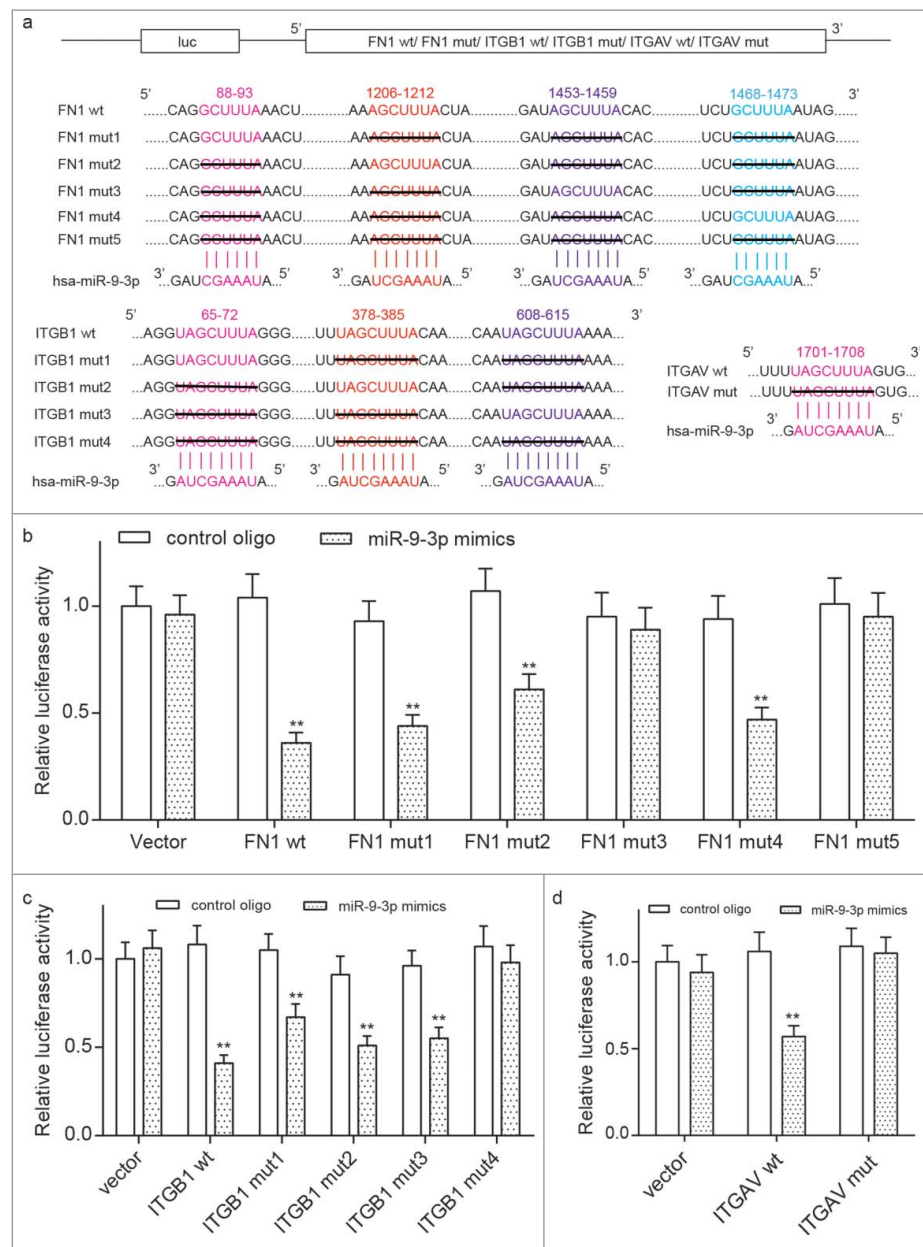 a
5' 3'
luc FN1 wt/ FN1 mut/ ITGB1 wt/ ITGB1 mut/ ITGAV wt/ ITGAV mut
5' 88-93 1206-1212 1453-1459 1468-1473 3'
FN1 wt ......CAGGCUUUAAACU..........AAAGCUUUACUA..........GAUAGCUUUACAC..........UCUGCUUUAAUAG......
FN1 mut1 ......CAGGCUUUAAACU..........AAAGCUUUACUA..........GAUAGCUUUACAC..........UCUGCUUUAAUAG......
FN1 mut2 ......CAGGCUUUAAACU..........AAAGCUUUACUA..........GAUAGCUUUACAC..........UCUGCUUUAAUAG......
FN1 mut3 ......CAGGCUUUAAACU..........AAAGCUUUACUA..........GAUAGCUUUACAC..........UCUGCUUUAAUAG......
FN1 mut4 ......CAGGCUUUAAACU..........AAAGCUUUACUA..........GAUAGCUUUACAC..........UCUGCUUUAAUAG......
FN1 mut5 ......CAGGCUUUAAACU..........AAAGCUUUACUA..........GAUAGCUUUACAC..........UCUGCUUUAAUAG......
hsa-miR-9-3p 3' ...GAUCGAAAUA... 5' 3' ...GAUCGAAAUA... 5' 3' ...GAUCGAAAUA... 5' 3' ...GAUCGAAAUA... 5'
5' 65-72 378-385 608-615 3'
ITGB1 wt ...AGGUAGCUUUAGGG.......UUUUAGCUUUACAA.......CAAUAGCUUUAAAA...
ITGB1 mut1 ...AGGUAGCUUUAGGG.......UUUUAGCUUUACAA.......CAAUAGCUUUAAAA...
ITGB1 mut2 ...AGGUAGCUUUAGGG.......UUUUAGCUUUACAA.......CAAUAGCUUUAAAA...
ITGB1 mut3 ...AGGUAGCUUUAGGG.......UUUUAGCUUUACAA.......CAAUAGCUUUAAAA...
ITGB1 mut4 ...AGGUAGCUUUAGGG.......UUUUAGCUUUACAA.......CAAUAGCUUUAAAA...
hsa-miR-9-3p 3' ...GAUCGAAAUA... 5' 3' ...GAUCGAAAUA... 5' 3' ...GAUCGAAAUA... 5'
5' 1701-1708 3'
ITGAV wt ...UUUUAGCUUUAGUG...
ITGAV mut ...UUUUAGCUUUAGUG...
hsa-miR-9-3p 3' ...GAUCGAAAUA... 5'
b
control oligo miR-9-3p mimics
Relative luciferase activity
1.0
0.5
0.0
** ** ** **
Vector FN1 wt FN1 mut1 FN1 mut2 FN1 mut3 FN1 mut4 FN1 mut5
c
control oligo miR-9-3p mimics
Relative luciferase activity
1.0
0.5
0.0
** ** ** **
vector ITGB1 wt ITGB1 mut1 ITGB1 mut2 ITGB1 mut3 ITGB1 mut4
d
control oligo miR-9-3p mimics
Relative luciferase activity
1.0
0.5
0.0
**
vector ITGAV wt ITGAV mut